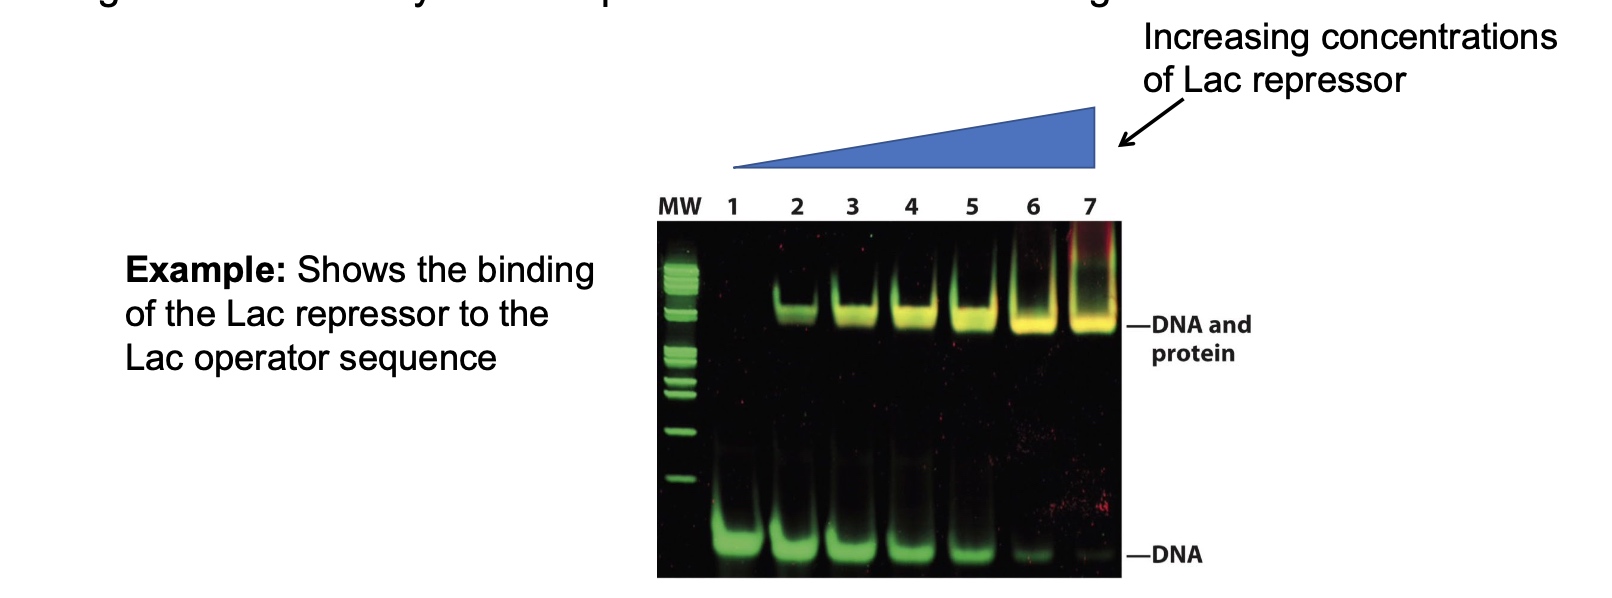 Increasing concentrations
of Lac repressor
MW 1 2 3 4 5 6 7
Example: Shows the binding
of the Lac repressor to the
Lac operator sequence
—DNA and
protein
—DNA